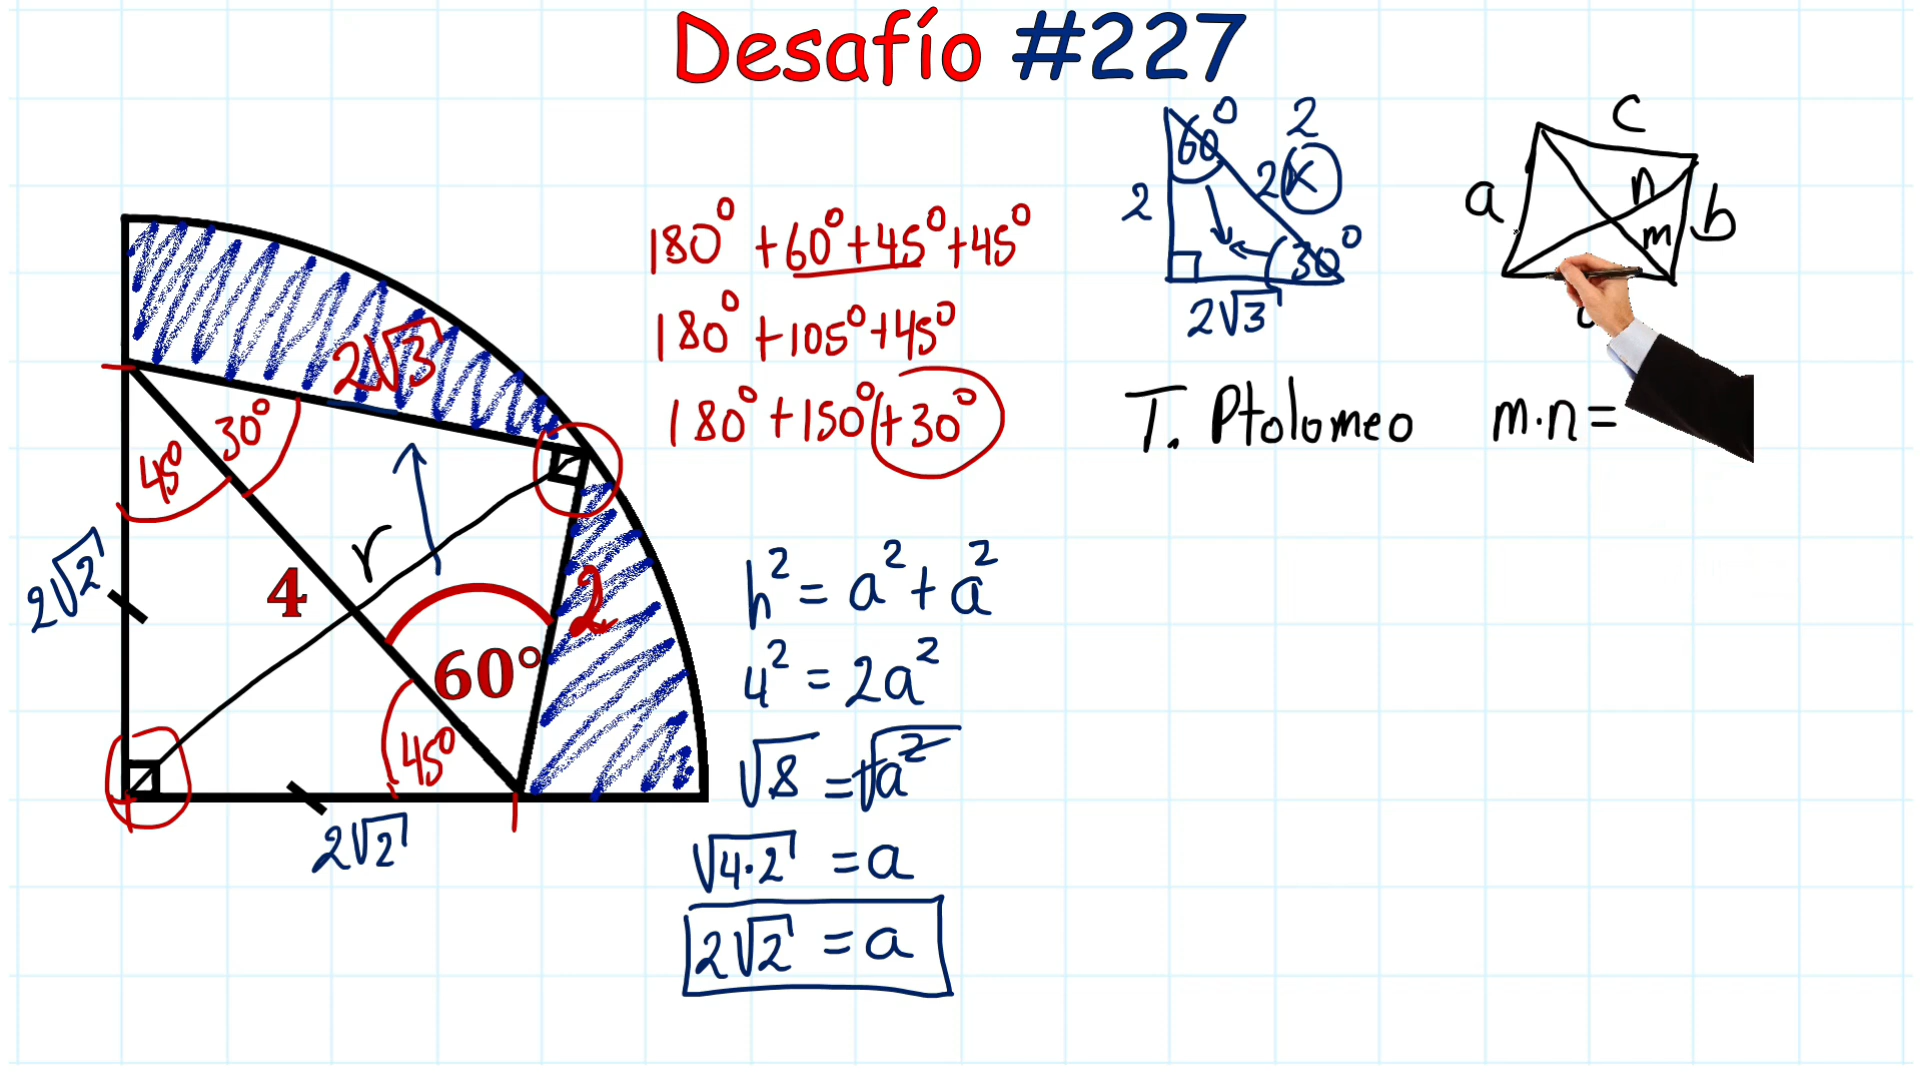 Desafío #227
180° + 60° + 45° + 45°
180° + 105° + 45°
180° + 150° + 30°
60°
2
2
2x
30°
2√3
c
a
n
m
b
T. Ptolomeo
m·n =
2√3
30°
45°
r
2√2
4
2
60°
45°
2√2
h² = a² + a²
4² = 2a²
√8 = √a²
√4·2 = a
2√2 = a